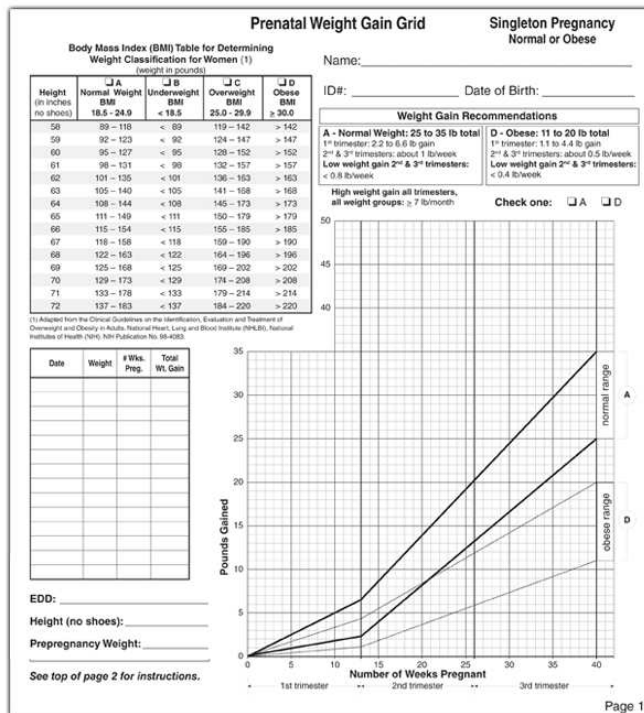 Prenatal Weight Gain Grid
Singleton Pregnancy
Normal or Obese
Body Mass Index (BMI) Table for Determining
Weight Classification for Women (1)
(weight in pounds)
Height (in inches no shoes) | ❑ A Normal Weight BMI 18.5 - 24.9 | ❑ B Underweight BMI < 18.5 | ❑ C Overweight BMI 25.0 - 29.9 | ❑ D Obese BMI ≥ 30.0
58 89 – 118 < 89 119 – 142 > 142
59 92 – 123 < 92 124 – 147 > 147
60 95 – 127 < 95 128 – 152 > 152
61 98 – 131 < 98 132 – 157 > 157
62 101 – 135 < 101 136 – 163 > 163
63 105 – 140 < 105 141 – 168 > 168
64 108 – 144 < 108 145 – 173 > 173
65 111 – 149 < 111 150 – 179 > 179
66 115 – 154 < 115 155 – 185 > 185
67 118 – 158 < 118 159 – 190 > 190
68 122 – 163 < 122 164 – 196 > 196
69 125 – 168 < 125 169 – 202 > 202
70 129 – 173 < 129 174 – 208 > 208
71 133 – 178 < 133 179 – 214 > 214
72 137 – 183 < 137 184 – 220 > 220
(1) Adapted from the Clinical Guidelines on the Identification, Evaluation and Treatment of
Overweight and Obesity in Adults. National Heart, Lung and Blood Institute (NHLBI), National
Institutes of Health (NIH). NIH Publication No. 98-4083.
Name:
ID#: Date of Birth:
Weight Gain Recommendations
A - Normal Weight: 25 to 35 lb total
1st trimester: 2.2 to 6.6 lb gain
2nd & 3rd trimesters: about 1 lb/week
Low weight gain 2nd & 3rd trimesters:
< 0.8 lb/week
D - Obese: 11 to 20 lb total
1st trimester: 1.1 to 4.4 lb gain
2nd & 3rd trimesters: about 0.5 lb/week
Low weight gain 2nd & 3rd trimesters:
< 0.4 lb/week
High weight gain all trimesters,
all weight groups: ≥ 7 lb/month
Check one: ❑ A ❑ D
Date | Weight | # Wks. Preg. | Total Wt. Gain
EDD:
Height (no shoes):
Prepregnancy Weight:
See top of page 2 for instructions.
50
45
40
35
30
25
20
15
10
5
0
Pounds Gained
normal range
A
obese range
D
0 5 10 15 20 25 30 35 40
Number of Weeks Pregnant
1st trimester 2nd trimester 3rd trimester
Page 1